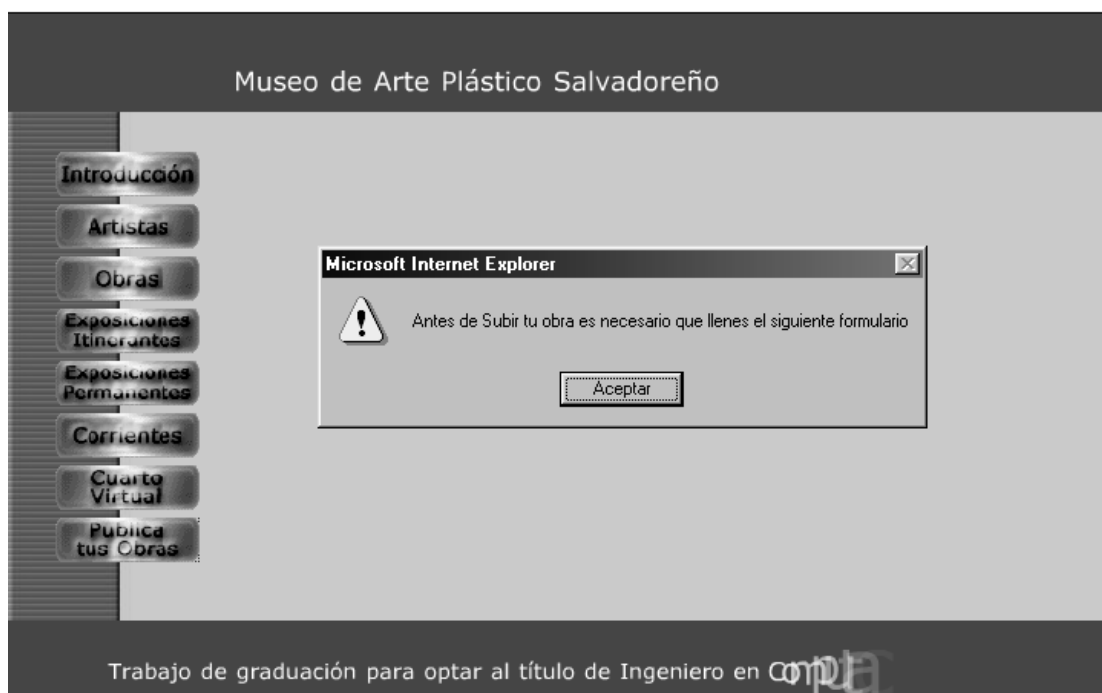 Museo de Arte Plástico Salvadoreño
Introducción
Artistas
Obras
Exposiciones
Itinerantes
Exposiciones
Permanentes
Corrientes
Cuarto
Virtual
Publica
tus Obras
Microsoft Internet Explorer
Antes de Subir tu obra es necesario que llenes el siguiente formulario
Aceptar
Trabajo de graduación para optar al título de Ingeniero en